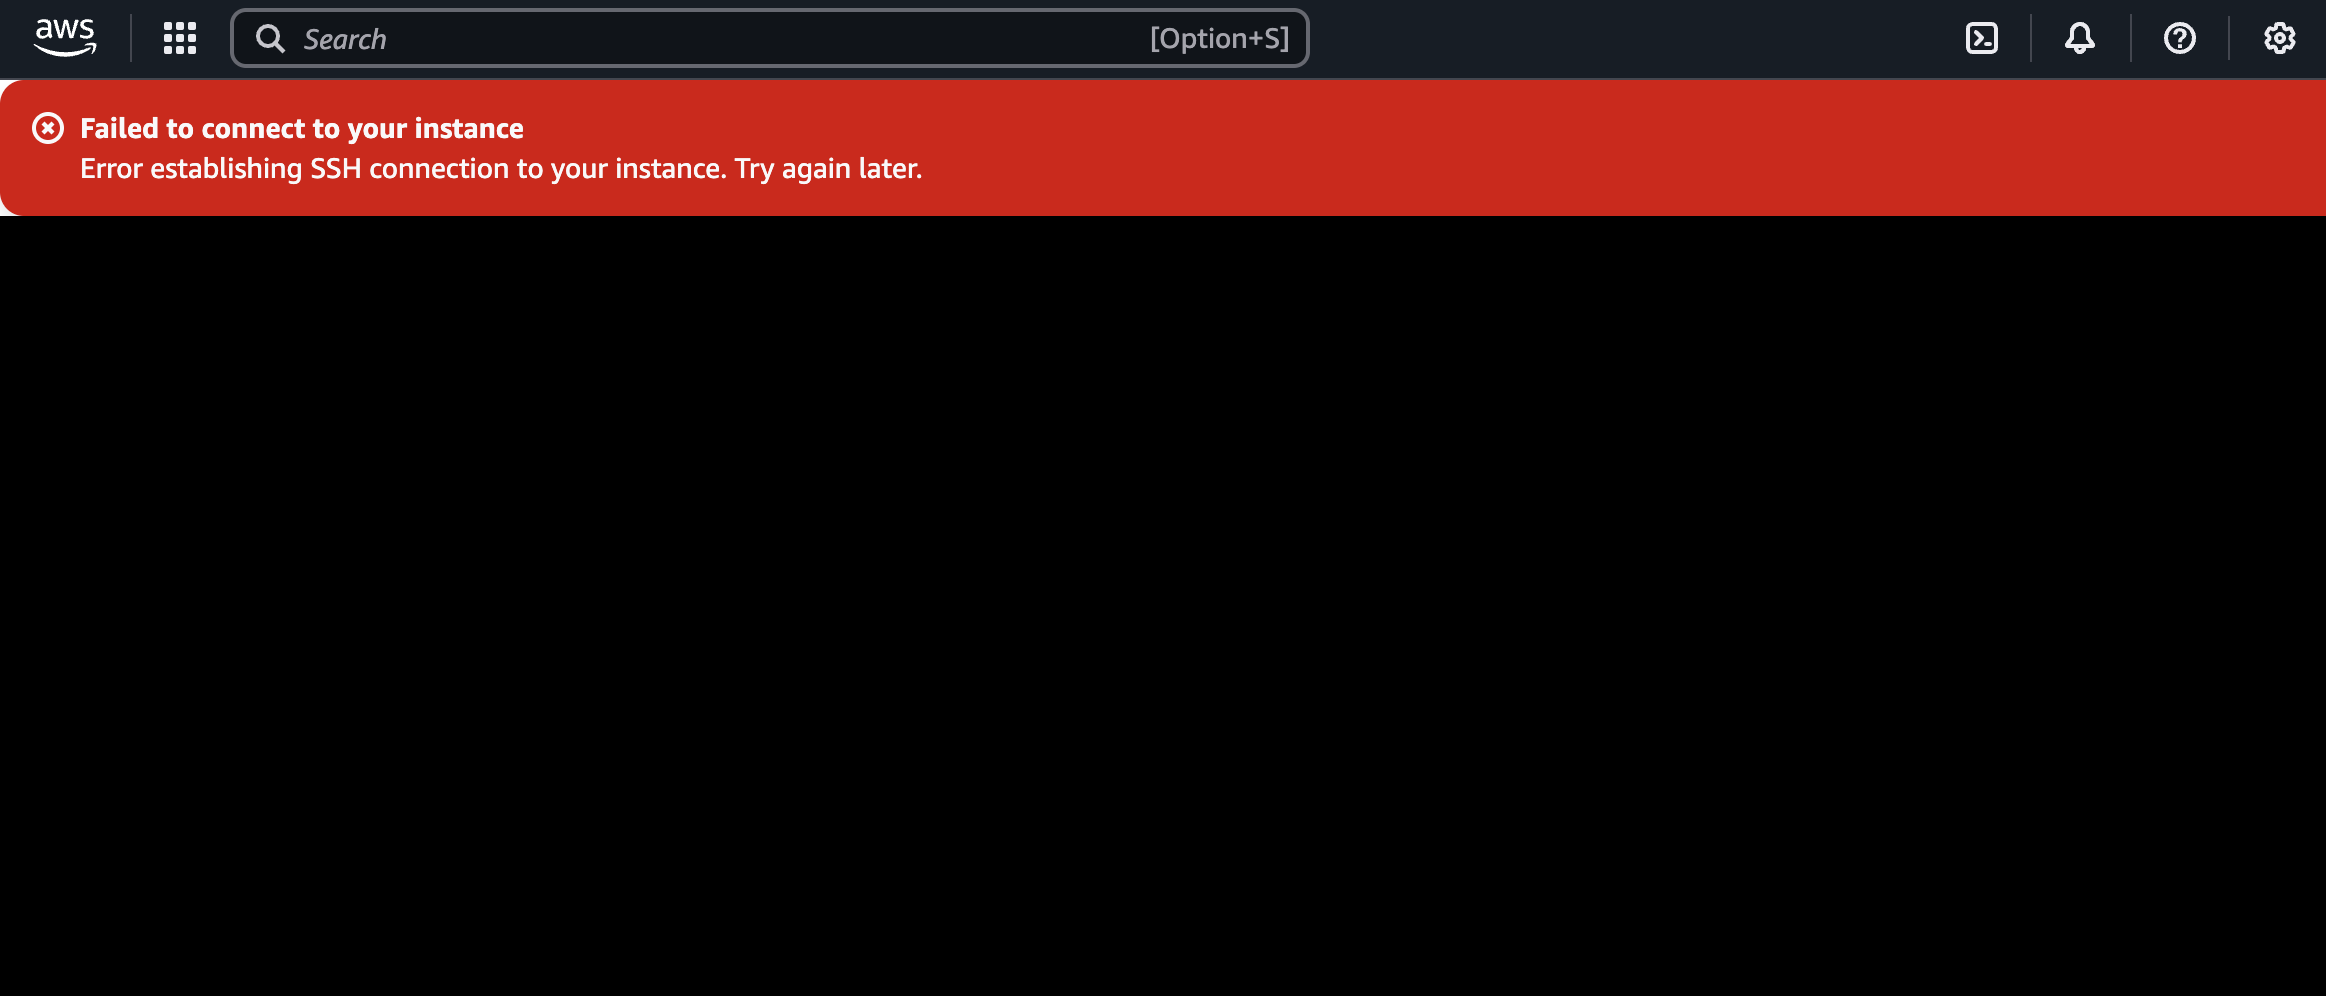 aws
Search [Option+S]
Failed to connect to your instance
Error establishing SSH connection to your instance. Try again later.